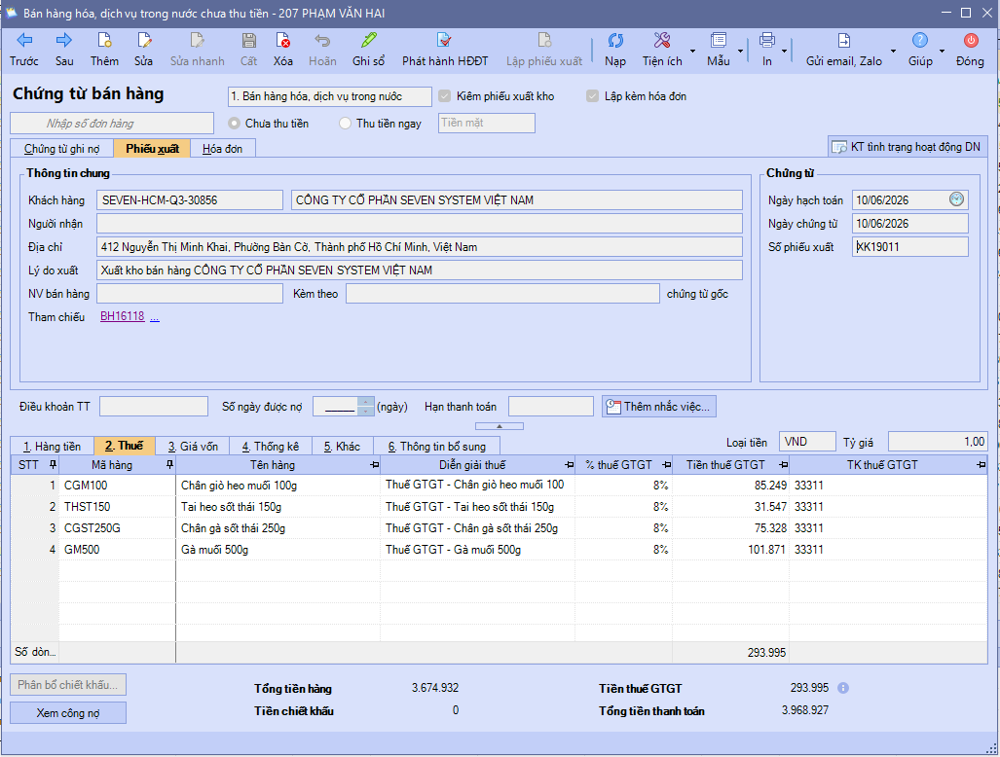 Bán hàng hóa, dịch vụ trong nước chưa thu tiền - 207 PHẠM VĂN HAI
Trước Sau Thêm Sửa Sửa nhanh Cất Xóa Hoãn Ghi sổ Phát hành HĐĐT Lập phiếu xuất Nạp Tiện ích Mẫu In Gửi email, Zalo Giúp Đóng
Chứng từ bán hàng
1. Bán hàng hóa, dịch vụ trong nước Kiêm phiếu xuất kho Lập kèm hóa đơn
Nhập số đơn hàng Chưa thu tiền Thu tiền ngay Tiền mặt
Chứng từ ghi nợ Phiếu xuất Hóa đơn KT tình trạng hoạt động DN
Thông tin chung Chứng từ
Khách hàng SEVEN-HCM-Q3-30856 CÔNG TY CỔ PHẦN SEVEN SYSTEM VIỆT NAM Ngày hạch toán 10/06/2026
Người nhận Ngày chứng từ 10/06/2026
Địa chỉ 412 Nguyễn Thị Minh Khai, Phường Bàn Cờ, Thành phố Hồ Chí Minh, Việt Nam Số phiếu xuất XK19011
Lý do xuất Xuất kho bán hàng CÔNG TY CỔ PHẦN SEVEN SYSTEM VIỆT NAM
NV bán hàng Kèm theo chứng từ gốc
Tham chiếu BH16118 ...
Điều khoản TT Số ngày được nợ (ngày) Hạn thanh toán Thêm nhắc việc...
1. Hàng tiền 2. Thuế 3. Giá vốn 4. Thống kê 5. Khác 6. Thông tin bổ sung Loại tiền VND Tỷ giá 1,00
STT Mã hàng Tên hàng Diễn giải thuế % thuế GTGT Tiền thuế GTGT TK thuế GTGT
1 CGM100 Chân giò heo muối 100g Thuế GTGT - Chân giò heo muối 100 8% 85.249 33311
2 THST150 Tai heo sốt thái 150g Thuế GTGT - Tai heo sốt thái 150g 8% 31.547 33311
3 CGST250G Chân gà sốt thái 250g Thuế GTGT - Chân gà sốt thái 250g 8% 75.328 33311
4 GM500 Gà muối 500g Thuế GTGT - Gà muối 500g 8% 101.871 33311
Số dòn... 293.995
Phân bổ chiết khấu... Tổng tiền hàng 3.674.932 Tiền thuế GTGT 293.995
Xem công nợ Tiền chiết khấu 0 Tổng tiền thanh toán 3.968.927